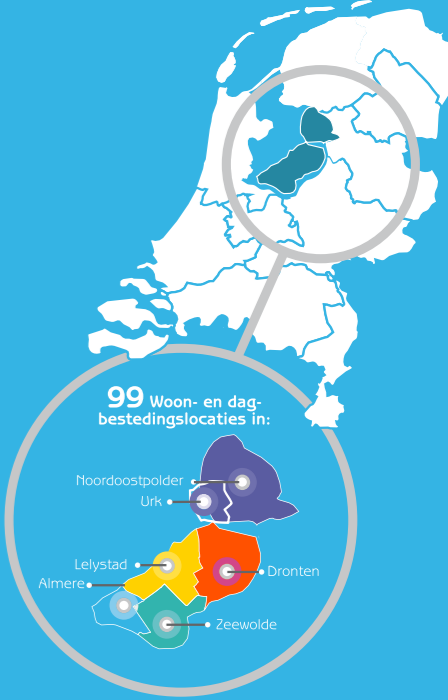 99 Woon- en dag-
bestedingslocaties in:
Noordoostpolder
Urk
Lelystad
Almere
Dronten
Zeewolde